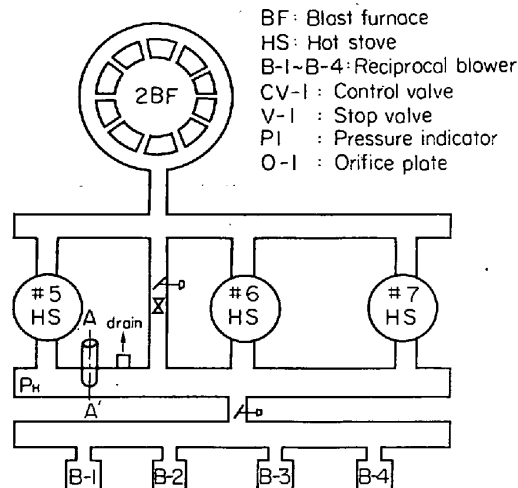 BF: Blast furnace
HS: Hot stove
B-1~B-4: Reciprocal blower
CV-1: Control valve
V-1 : Stop valve
PI : Pressure indicator
O-1 : Orifice plate
2BF
#5
HS
#6
HS
#7
HS
A
drain
PH
A'
B-1
B-2
B-3
B-4